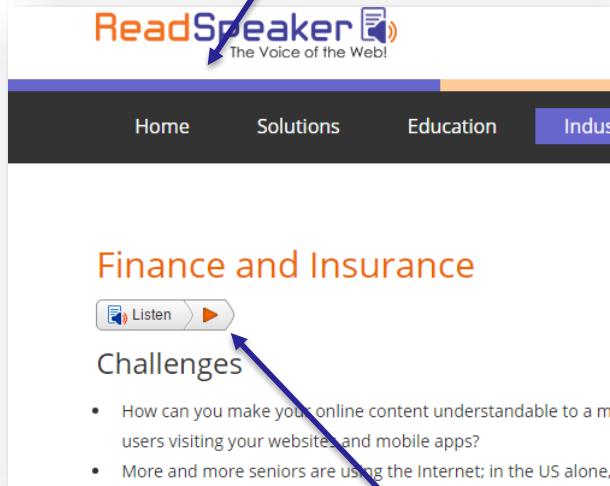 ReadSpeaker
The Voice of the Web!
Home Solutions Education Indus
Finance and Insurance
Listen
Challenges
• How can you make your online content understandable to a m
users visiting your websites and mobile apps?
• More and more seniors are using the Internet; in the US alone,